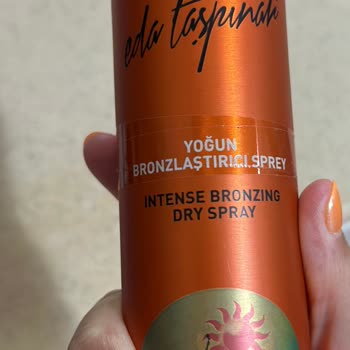 eda taşpınar
YOĞUN
BRONZLAŞTIRICI SPREY
INTENSE BRONZING
DRY SPRAY